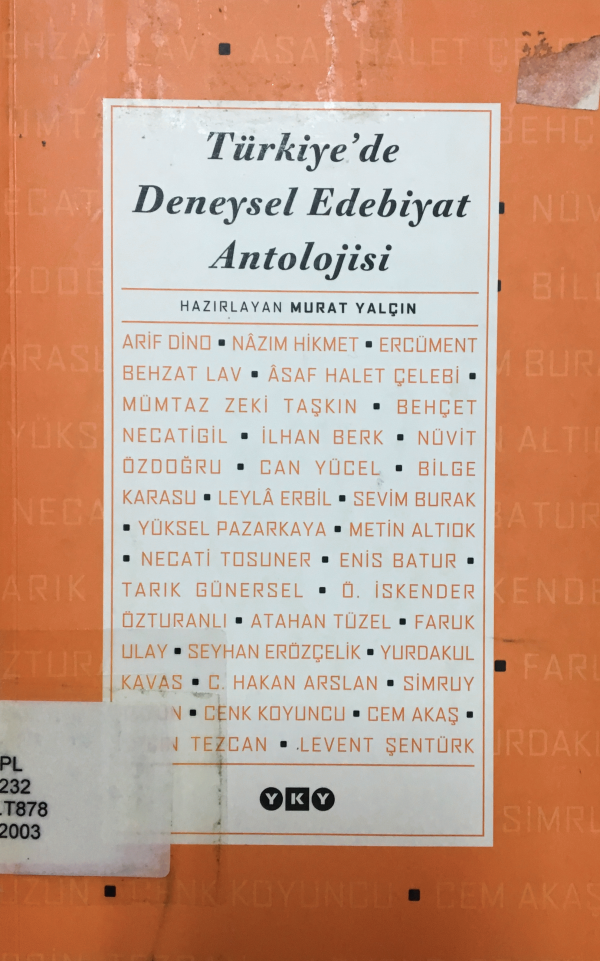 Türkiye'de
Deneysel Edebiyat
Antolojisi
HAZIRLAYAN MURAT YALÇIN
ARİF DİNO ▪ NÂZIM HİKMET ▪ ERCÜMENT
BEHZAT LAV ▪ ÂSAF HALET ÇELEBİ ▪
MÜMTAZ ZEKİ TAŞKIN ▪ BEHÇET
NECATİGİL ▪ İLHAN BERK ▪ NÜVİT
ÖZDOĞRU ▪ CAN YÜCEL ▪ BİLGE
KARASU ▪ LEYLÂ ERBİL ▪ SEVİM BURAK
▪ YÜKSEL PAZARKAYA ▪ METİN ALTIOK
▪ NECATİ TOSUNER ▪ ENİS BATUR ▪
TARIK GÜNERSEL ▪ Ö. İSKENDER
ÖZTURANLI ▪ ATAHAN TÜZEL ▪ FARUK
ULAY ▪ SEYHAN ERÖZÇELİK ▪ YURDAKUL
KAVAS ▪ C. HAKAN ARSLAN ▪ SİMRUY
▪ CENK KOYUNCU ▪ CEM AKAŞ ▪
TEZCAN ▪ LEVENT ŞENTÜRK
YKY
PL
232
.T878
2003